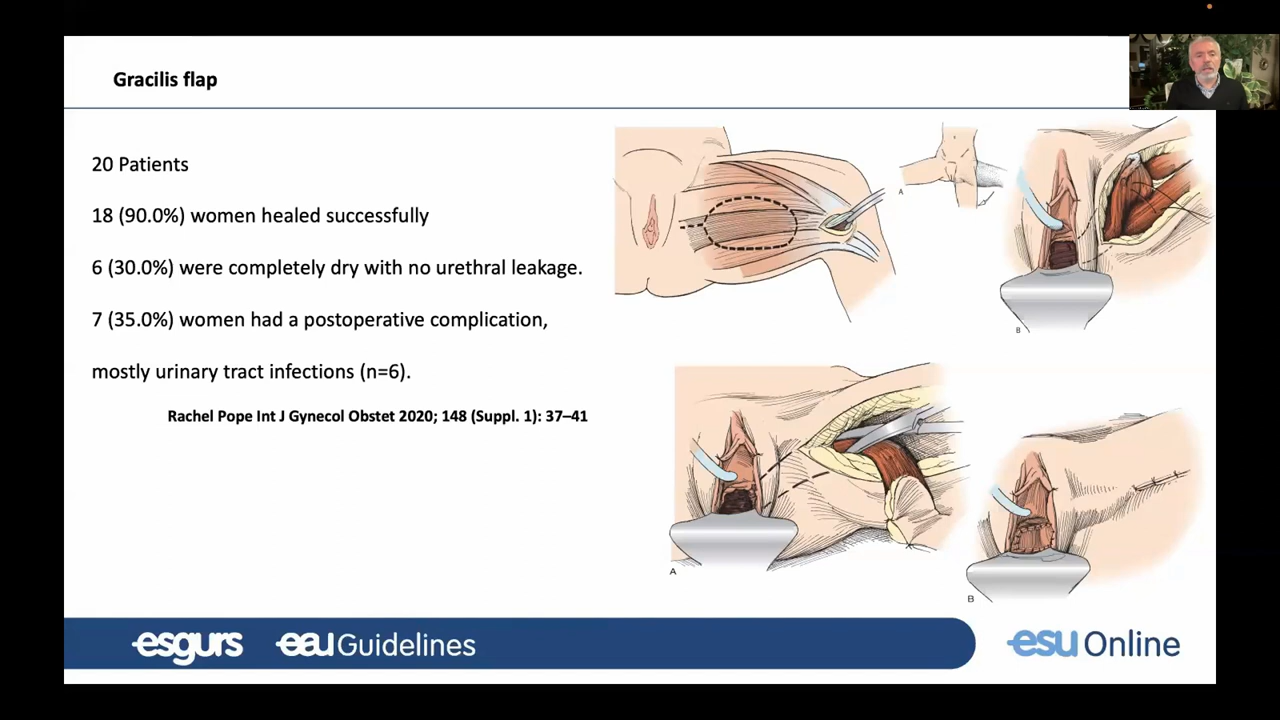 Gracilis flap
20 Patients
18 (90.0%) women healed successfully
6 (30.0%) were completely dry with no urethral leakage.
7 (35.0%) women had a postoperative complication,
mostly urinary tract infections (n=6).
Rachel Pope Int J Gynecol Obstet 2020; 148 (Suppl. 1): 37–41
A
B
A
B
esgurs eau Guidelines
esu Online